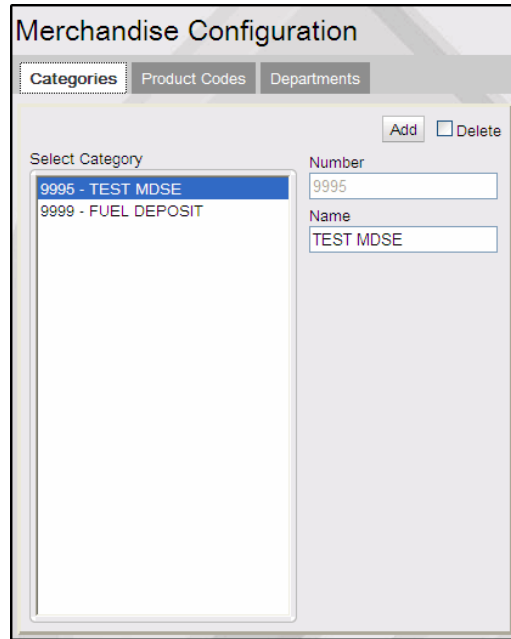 Merchandise Configuration
Categories Product Codes Departments
Add Delete
Select Category
Number
9995 - TEST MDSE
9999 - FUEL DEPOSIT
9995
Name
TEST MDSE